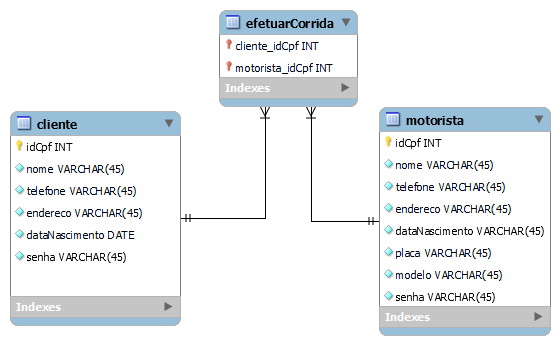 efetuarCorrida
cliente_idCpf INT
motorista_idCpf INT
Indexes
cliente
idCpf INT
nome VARCHAR(45)
telefone VARCHAR(45)
endereco VARCHAR(45)
dataNascimento DATE
senha VARCHAR(45)
Indexes
motorista
idCpf INT
nome VARCHAR(45)
telefone VARCHAR(45)
endereco VARCHAR(45)
dataNascimento VARCHAR(45)
placa VARCHAR(45)
modelo VARCHAR(45)
senha VARCHAR(45)
Indexes